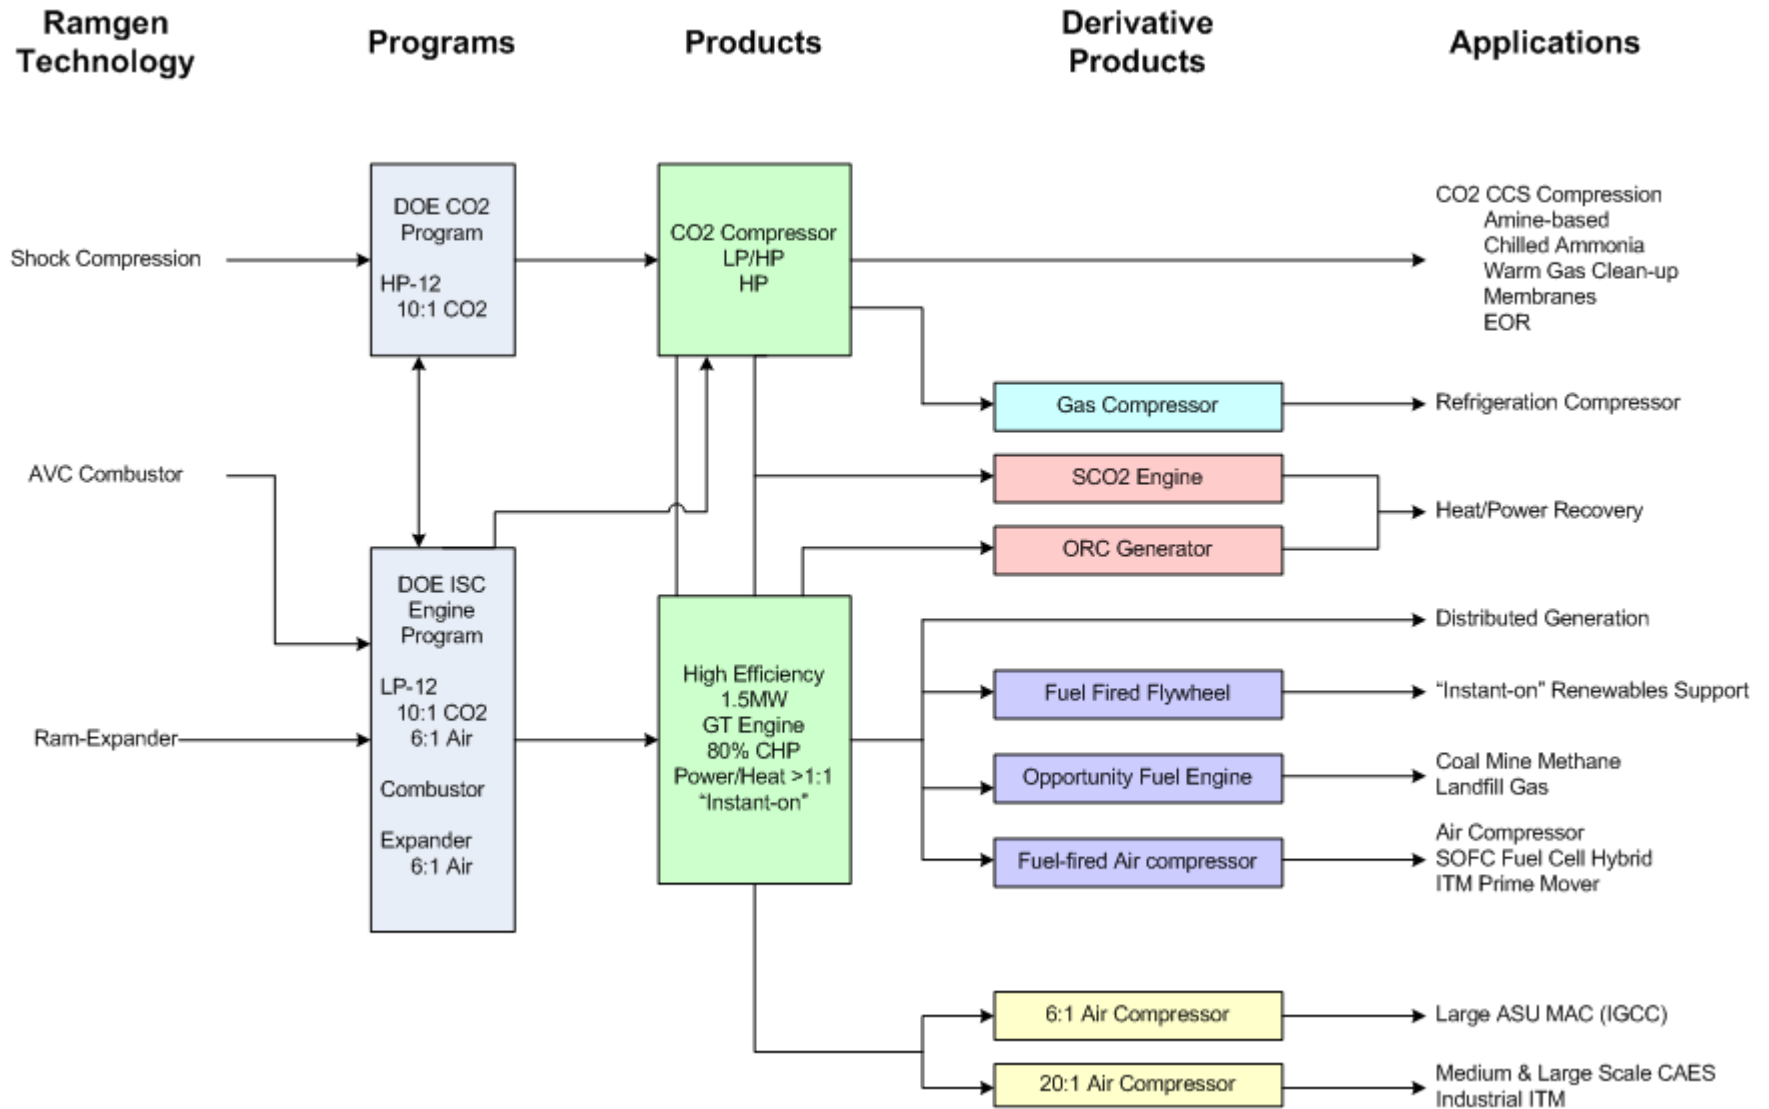 Ramgen
Technology
Programs
Products
Derivative
Products
Applications
Shock Compression
AVC Combustor
Ram-Expander
DOE CO2
Program
HP-12
10:1 CO2
DOE ISC
Engine
Program
LP-12
10:1 CO2
6:1 Air
Combustor
Expander
6:1 Air
CO2 Compressor
LP/HP
HP
High Efficiency
1.5MW
GT Engine
80% CHP
Power/Heat >1:1
“Instant-on”
Gas Compressor
SCO2 Engine
ORC Generator
Fuel Fired Flywheel
Opportunity Fuel Engine
Fuel-fired Air compressor
6:1 Air Compressor
20:1 Air Compressor
CO2 CCS Compression
Amine-based
Chilled Ammonia
Warm Gas Clean-up
Membranes
EOR
Refrigeration Compressor
Heat/Power Recovery
Distributed Generation
“Instant-on” Renewables Support
Coal Mine Methane
Landfill Gas
Air Compressor
SOFC Fuel Cell Hybrid
ITM Prime Mover
Large ASU MAC (IGCC)
Medium & Large Scale CAES
Industrial ITM